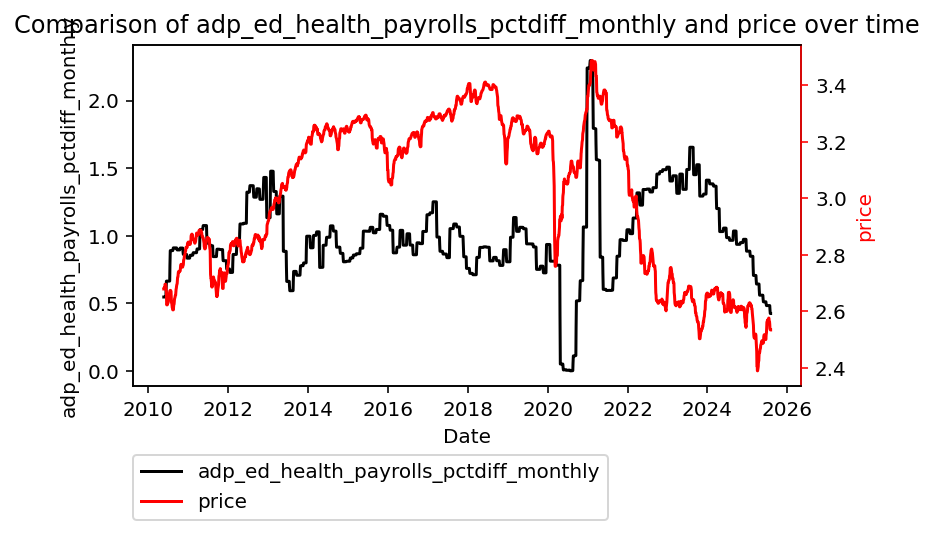 Comparison of adp_ed_health_payrolls_pctdiff_monthly and price over time
adp_ed_health_payrolls_pctdiff_monthly
2.0
1.5
1.0
0.5
0.0
3.4
3.2
3.0
2.8
2.6
2.4
price
2010 2012 2014 2016 2018 2020 2022 2024 2026
Date
adp_ed_health_payrolls_pctdiff_monthly
price